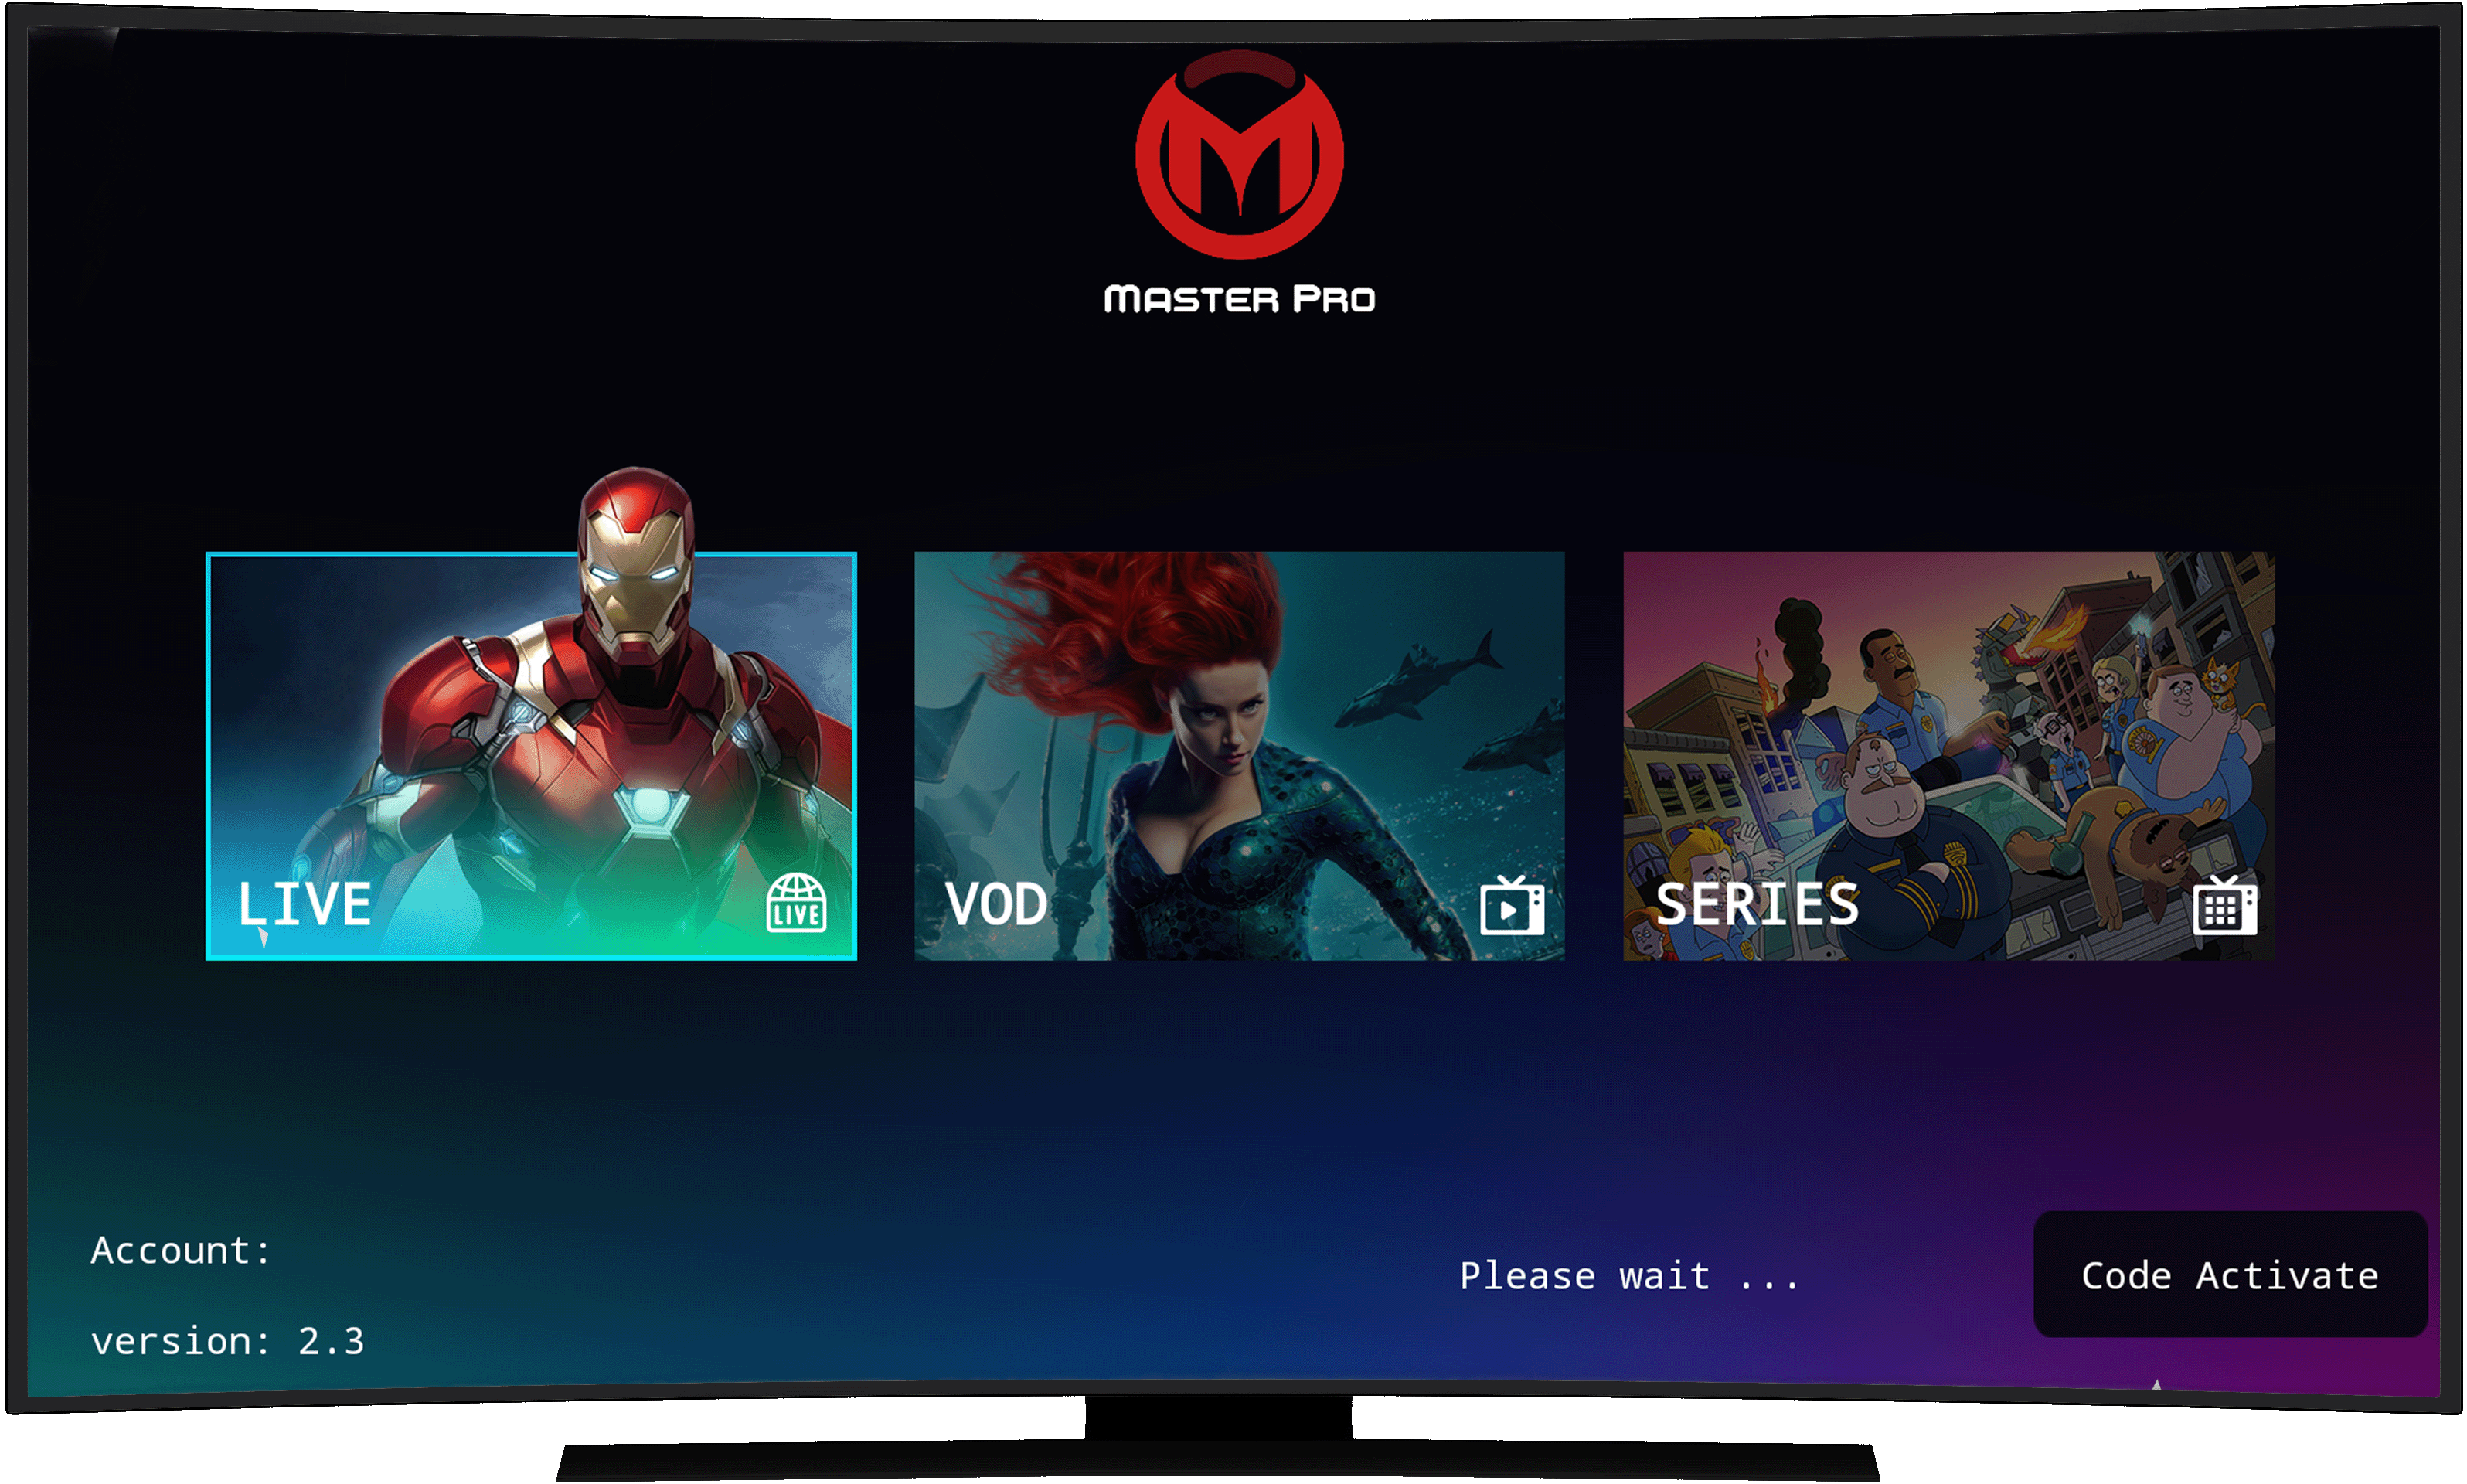 MASTER PRO
LIVE
LIVE
VOD
SERIES
Account:
Please wait ...
Code Activate
version: 2.3